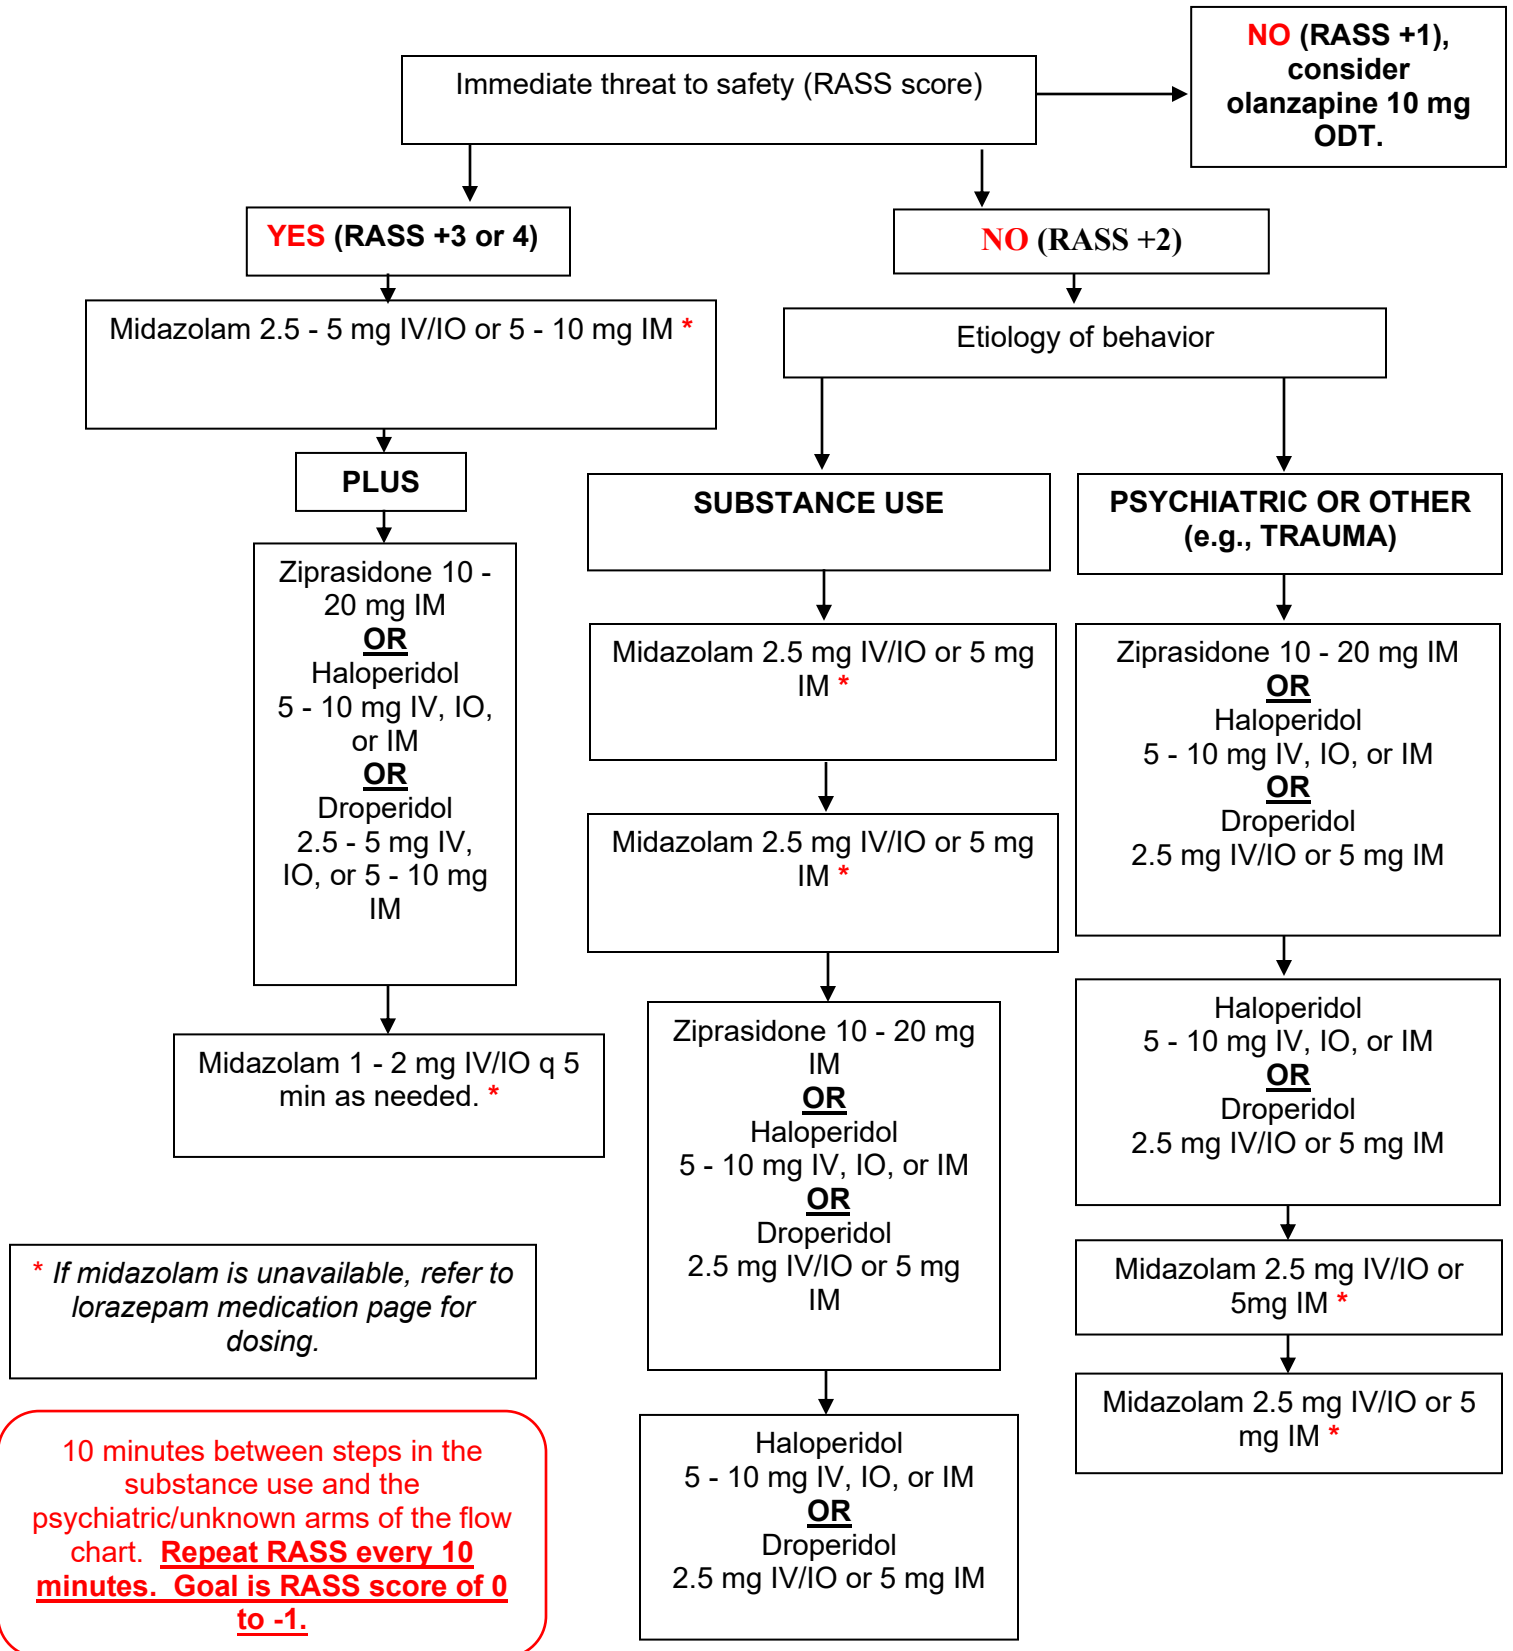 Immediate threat to safety (RASS score)
NO (RASS +1),
consider
olanzapine 10 mg
ODT.
YES (RASS +3 or 4)
NO (RASS +2)
Midazolam 2.5 - 5 mg IV/IO or 5 - 10 mg IM *
PLUS
Ziprasidone 10 -
20 mg IM
OR
Haloperidol
5 - 10 mg IV, IO,
or IM
OR
Droperidol
2.5 - 5 mg IV,
IO, or 5 - 10 mg
IM
Midazolam 1 - 2 mg IV/IO q 5
min as needed. *
Etiology of behavior
SUBSTANCE USE
Midazolam 2.5 mg IV/IO or 5 mg
IM *
Midazolam 2.5 mg IV/IO or 5 mg
IM *
Ziprasidone 10 - 20 mg
IM
OR
Haloperidol
5 - 10 mg IV, IO, or IM
OR
Droperidol
2.5 mg IV/IO or 5 mg
IM
Haloperidol
5 - 10 mg IV, IO, or IM
OR
Droperidol
2.5 mg IV/IO or 5 mg IM
PSYCHIATRIC OR OTHER
(e.g., TRAUMA)
Ziprasidone 10 - 20 mg IM
OR
Haloperidol
5 - 10 mg IV, IO, or IM
OR
Droperidol
2.5 mg IV/IO or 5 mg IM
Haloperidol
5 - 10 mg IV, IO, or IM
OR
Droperidol
2.5 mg IV/IO or 5 mg IM
Midazolam 2.5 mg IV/IO or
5mg IM *
Midazolam 2.5 mg IV/IO or 5
mg IM *
* If midazolam is unavailable, refer to
lorazepam medication page for
dosing.
10 minutes between steps in the
substance use and the
psychiatric/unknown arms of the flow
chart. Repeat RASS every 10
minutes. Goal is RASS score of 0
to -1.